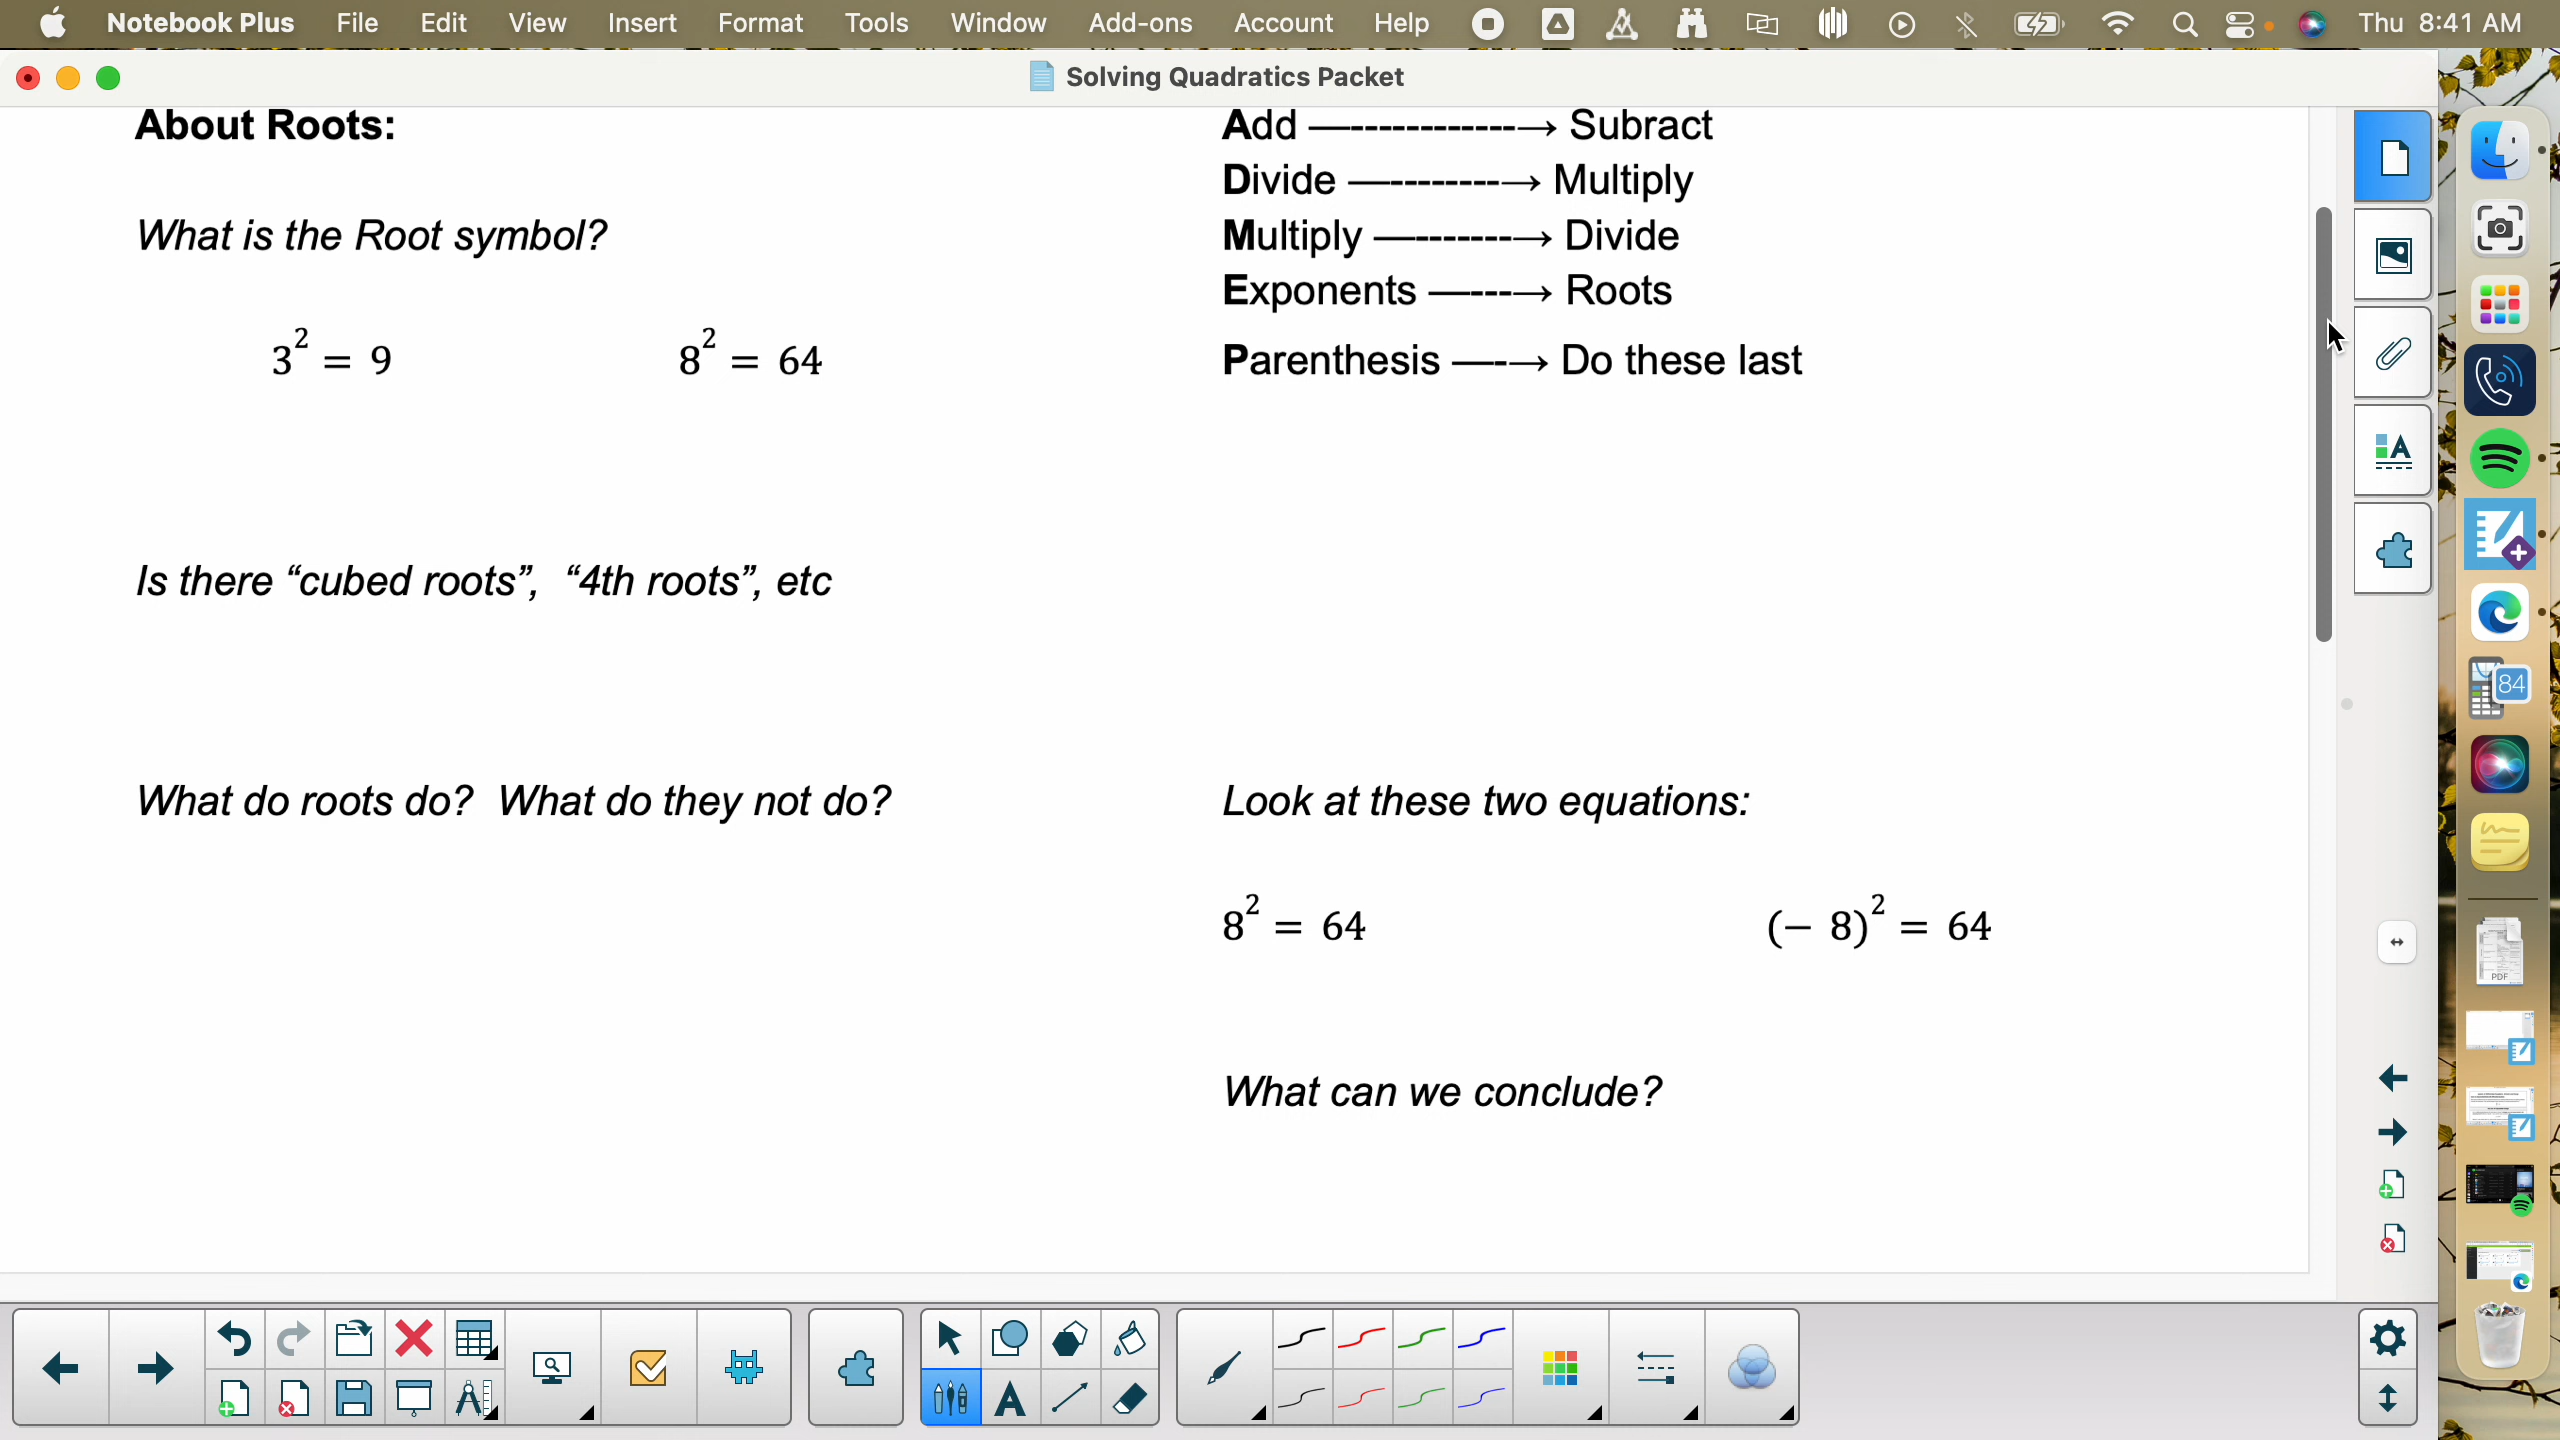 Notebook Plus File Edit View Insert Format Tools Window Add-ons Account Help Thu 8:41 AM
Solving Quadratics Packet
About Roots:
What is the Root symbol?
3² = 9 8² = 64
Is there “cubed roots”, “4th roots”, etc
What do roots do? What do they not do?
Add —------------→ Subract
Divide —--------→ Multiply
Multiply —-------→ Divide
Exponents —----→ Roots
Parenthesis —-→ Do these last
Look at these two equations:
8² = 64 (− 8)² = 64
What can we conclude?
A
84
PDF
A